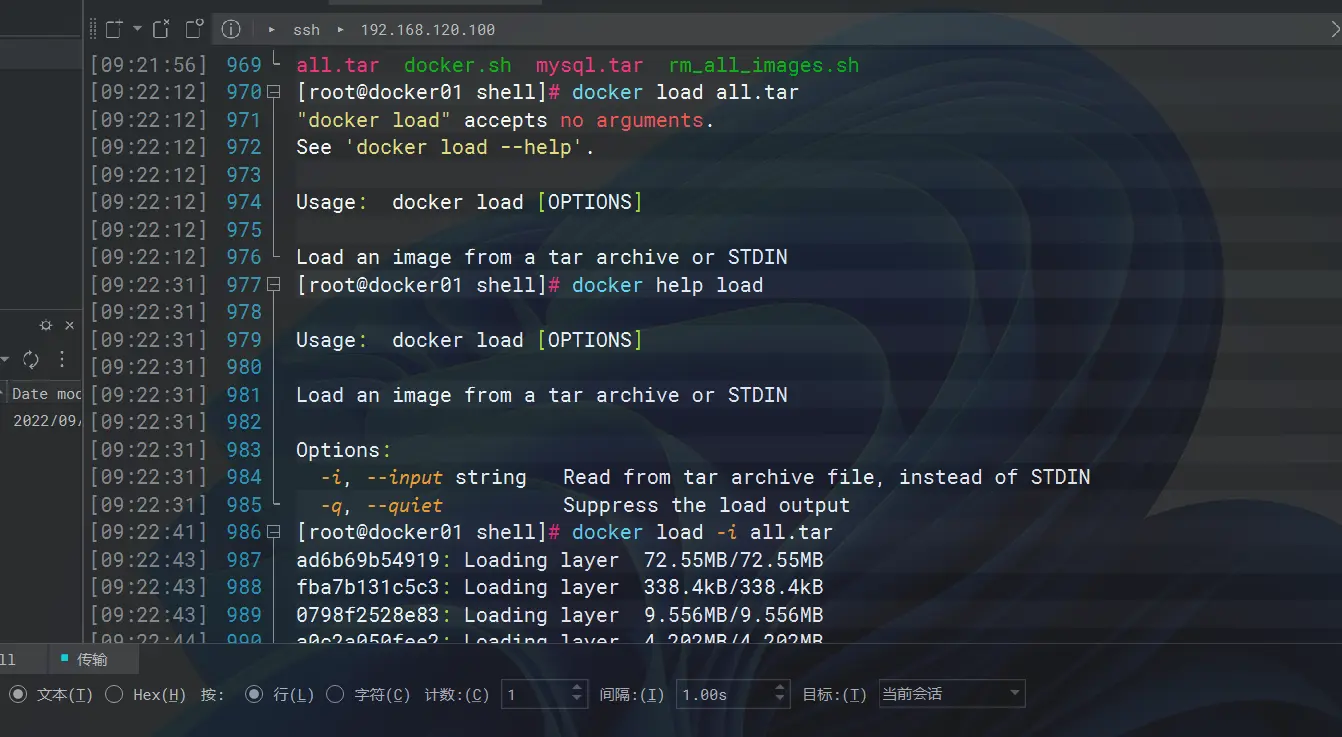 ssh 192.168.120.100
[09:21:56] 969 all.tar docker.sh mysql.tar rm_all_images.sh
[09:22:12] 970 [root@docker01 shell]# docker load all.tar
[09:22:12] 971 "docker load" accepts no arguments.
[09:22:12] 972 See 'docker load --help'.
[09:22:12] 973
[09:22:12] 974 Usage:  docker load [OPTIONS]
[09:22:12] 975
[09:22:12] 976 Load an image from a tar archive or STDIN
[09:22:31] 977 [root@docker01 shell]# docker help load
[09:22:31] 978
[09:22:31] 979 Usage:  docker load [OPTIONS]
[09:22:31] 980
[09:22:31] 981 Load an image from a tar archive or STDIN
[09:22:31] 982
[09:22:31] 983 Options:
[09:22:31] 984 -i, --input string   Read from tar archive file, instead of STDIN
[09:22:31] 985 -q, --quiet          Suppress the load output
[09:22:41] 986 [root@docker01 shell]# docker load -i all.tar
[09:22:43] 987 ad6b69b54919: Loading layer  72.55MB/72.55MB
[09:22:43] 988 fba7b131c5c3: Loading layer  338.4kB/338.4kB
[09:22:43] 989 0798f2528e83: Loading layer  9.556MB/9.556MB
[09:22:44] 990 a0c2a050fee2: Loading layer  4.202MB/4.202MB
Date mod
2022/09/
ll 传输
文本(T) Hex(H) 按: 行(L) 字符(C) 计数:(C) 1 间隔:(I) 1.00s 目标:(T) 当前会话